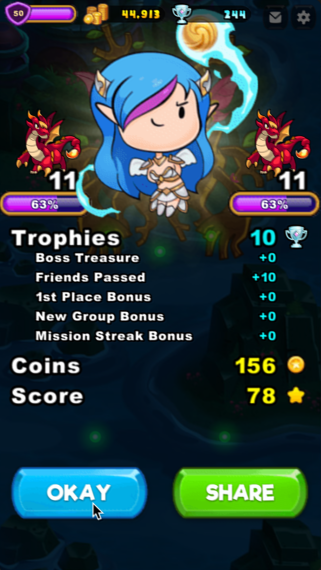 50 44,913 244
11 11
63% 63%
Trophies 10
Boss Treasure +0
Friends Passed +10
1st Place Bonus +0
New Group Bonus +0
Mission Streak Bonus +0
Coins 156
Score 78
OKAY SHARE